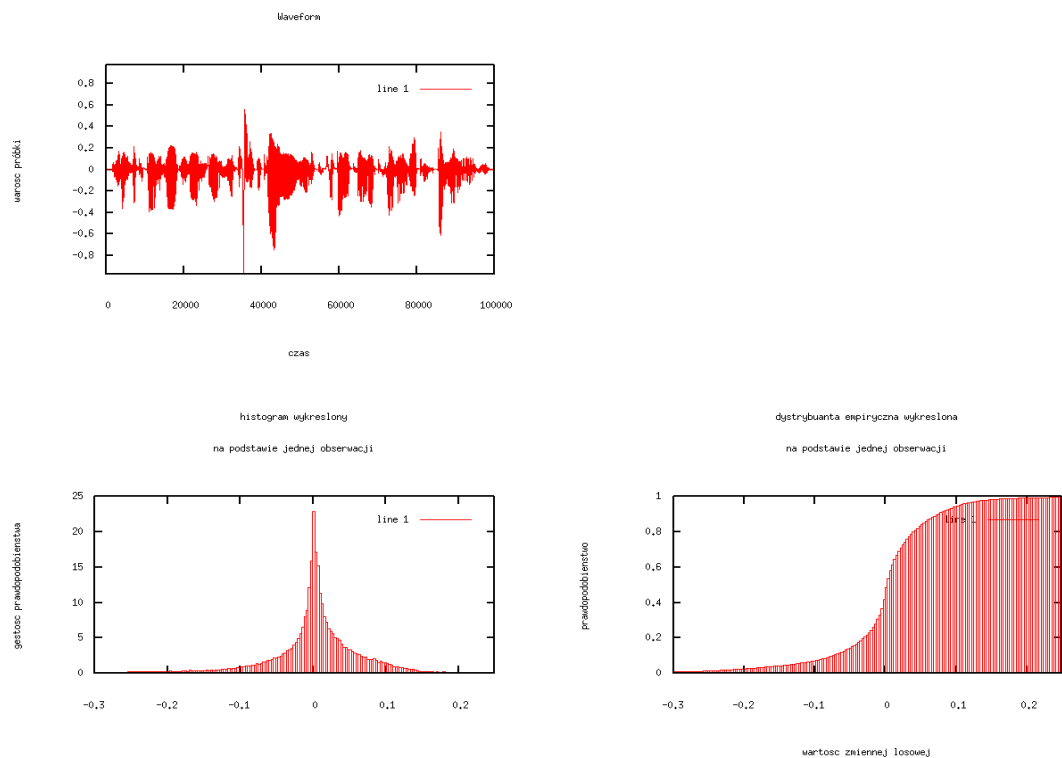 Waveform
warosc próbki
0.8
0.6
0.4
0.2
0
-0.2
-0.4
-0.6
-0.8
line 1
0 20000 40000 60000 80000 100000
czas
histogram wykreslony
na podstawie jednej obserwacji
gestosc prawdopodobienstwa
25
20
15
10
5
0
line 1
-0.3 -0.2 -0.1 0 0.1 0.2
dystrybuanta empiryczna wykreslona
na podstawie jednej obserwacji
prawdopodobienstwo
1
0.8
0.6
0.4
0.2
0
line 1
-0.3 -0.2 -0.1 0 0.1 0.2
wartosc zmiennej losowej